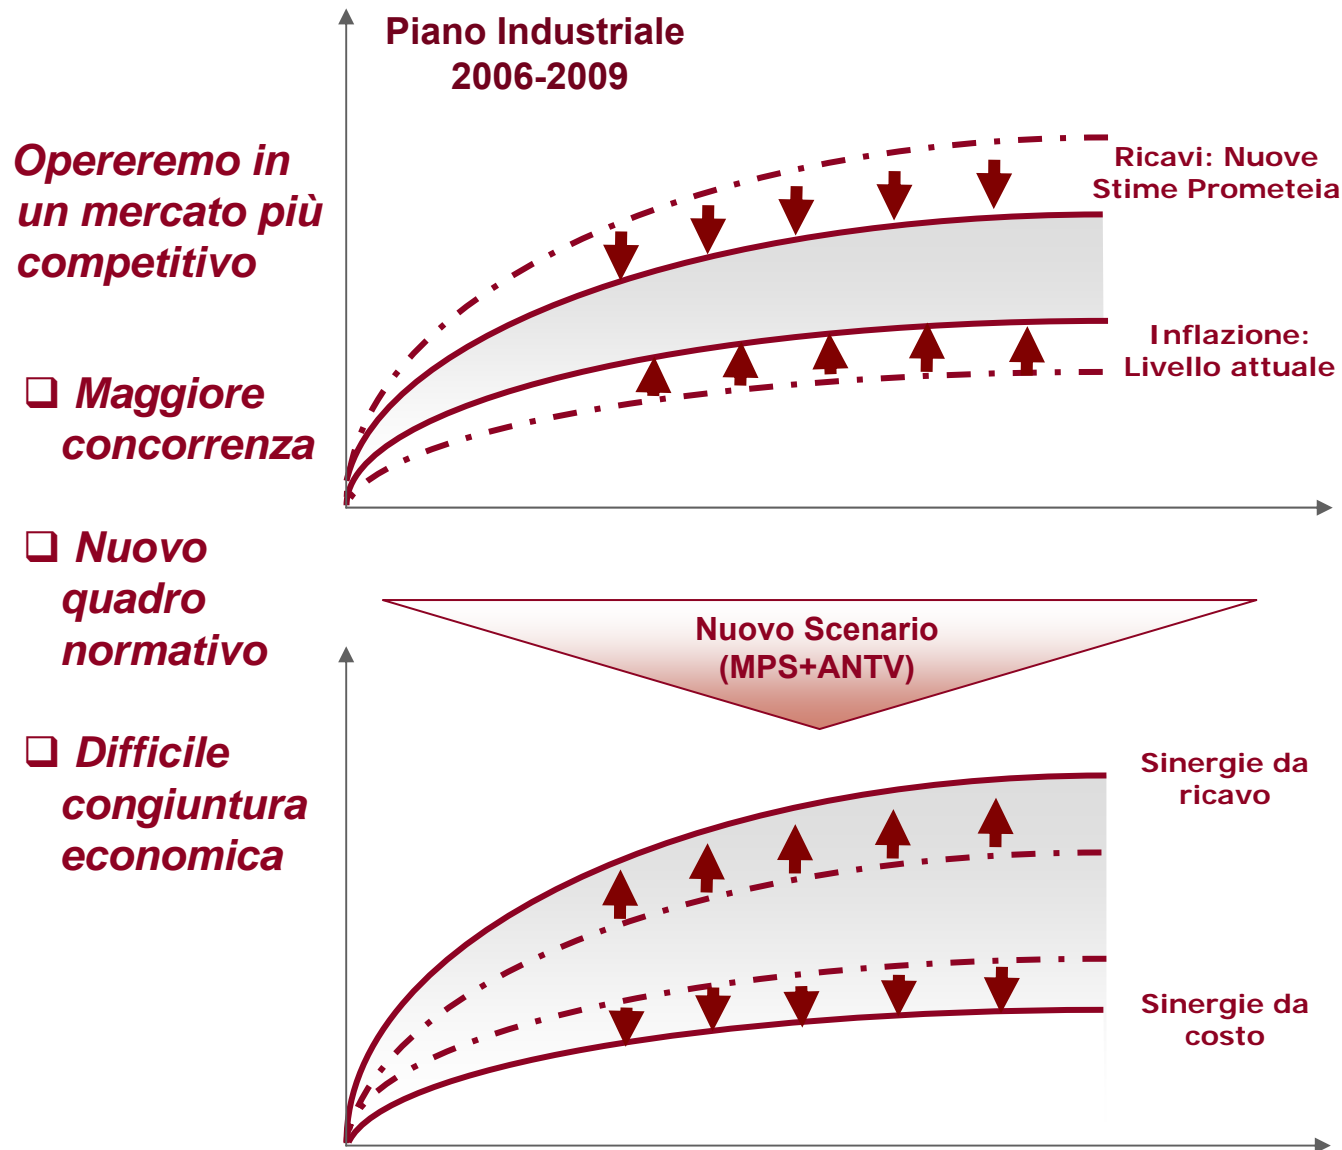 Piano Industriale
2006-2009
Opereremo in
un mercato più
competitivo
❑ Maggiore
concorrenza
❑ Nuovo
quadro
normativo
❑ Difficile
congiuntura
economica
Ricavi: Nuove
Stime Prometeia
Inflazione:
Livello attuale
Nuovo Scenario
(MPS+ANTV)
Sinergie da
ricavo
Sinergie da
costo